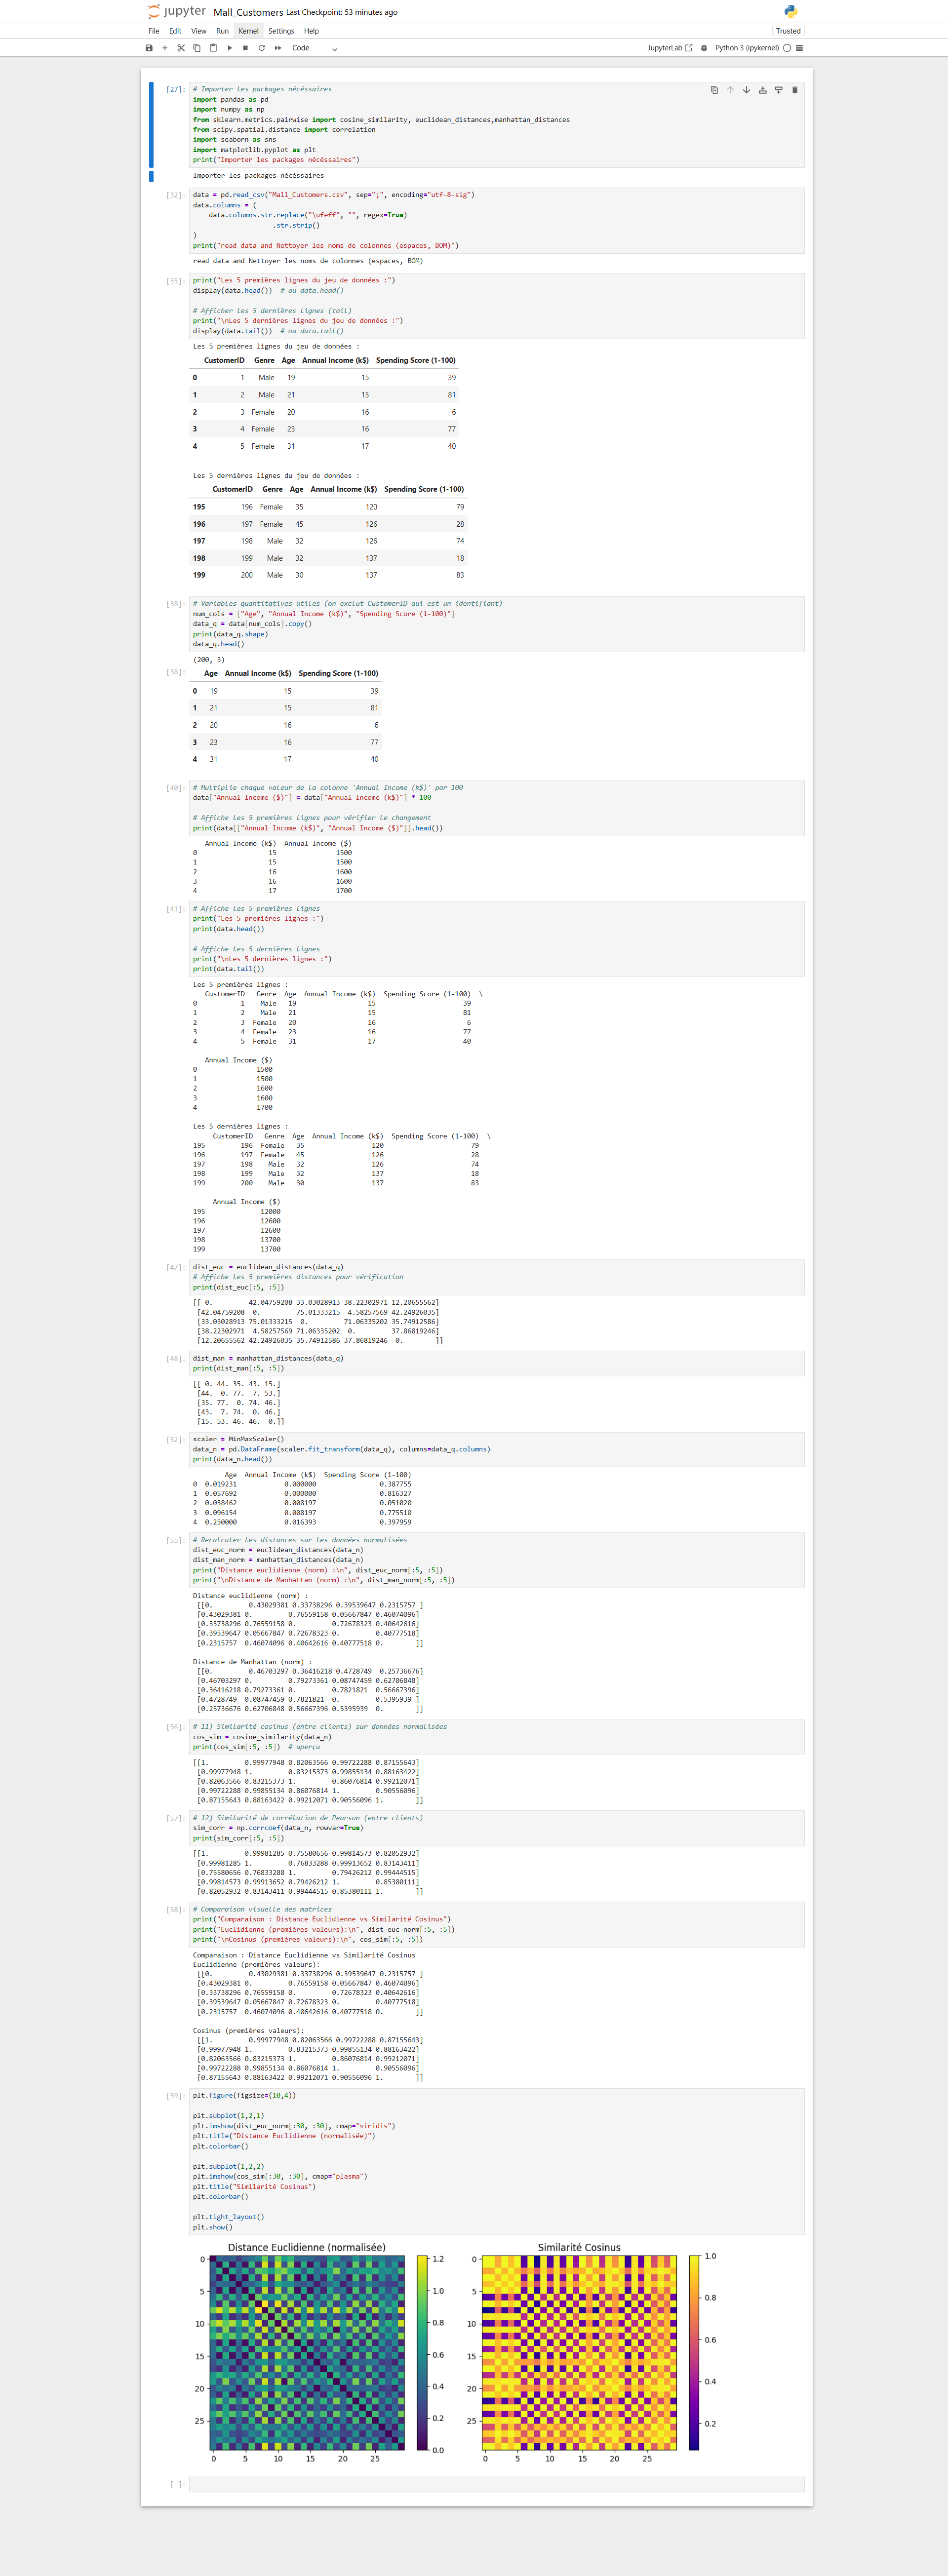 jupyter Mall_Customers Last Checkpoint: 53 minutes ago
File Edit View Run Kernel Settings Help Trusted
Code JupyterLab Python 3 (ipykernel)
[27]: # Importer les packages nécéssaires
import pandas as pd
import numpy as np
from sklearn.metrics.pairwise import cosine_similarity, euclidean_distances,manhattan_distances
from scipy.spatial.distance import correlation
import seaborn as sns
import matplotlib.pyplot as plt
print("Importer les packages nécéssaires")
Importer les packages nécéssaires
[32]: data = pd.read_csv("Mall_Customers.csv", sep=";", encoding="utf-8-sig")
data.columns = (
data.columns.str.replace("\ufeff", "", regex=True)
.str.strip()
)
print("read data and Nettoyer les noms de colonnes (espaces, BOM)")
read data and Nettoyer les noms de colonnes (espaces, BOM)
[35]: print("Les 5 premières lignes du jeu de données :")
display(data.head()) # ou data.head()
# Afficher les 5 dernières lignes (tail)
print("\nLes 5 dernières lignes du jeu de données :")
display(data.tail()) # ou data.tail()
Les 5 premières lignes du jeu de données :
CustomerID Genre Age Annual Income (k$) Spending Score (1-100)
0 1 Male 19 15 39
1 2 Male 21 15 81
2 3 Female 20 16 6
3 4 Female 23 16 77
4 5 Female 31 17 40
Les 5 dernières lignes du jeu de données :
CustomerID Genre Age Annual Income (k$) Spending Score (1-100)
195 196 Female 35 120 79
196 197 Female 45 126 28
197 198 Male 32 126 74
198 199 Male 32 137 18
199 200 Male 30 137 83
[38]: # Variables quantitatives utiles (on exclut CustomerID qui est un identifiant)
num_cols = ["Age", "Annual Income (k$)", "Spending Score (1-100)"]
data_q = data[num_cols].copy()
print(data_q.shape)
data_q.head()
(200, 3)
[38]: Age Annual Income (k$) Spending Score (1-100)
0 19 15 39
1 21 15 81
2 20 16 6
3 23 16 77
4 31 17 40
[40]: # Multiplie chaque valeur de la colonne 'Annual Income (k$)' par 100
data["Annual Income ($)"] = data["Annual Income (k$)"] * 100
# Affiche les 5 premières lignes pour vérifier le changement
print(data[["Annual Income (k$)", "Annual Income ($)"]].head())
Annual Income (k$) Annual Income ($)
0 15 1500
1 15 1500
2 16 1600
3 16 1600
4 17 1700
[41]: # Affiche les 5 premières lignes
print("Les 5 premières lignes :")
print(data.head())
# Affiche les 5 dernières lignes
print("\nLes 5 dernières lignes :")
print(data.tail())
Les 5 premières lignes :
CustomerID Genre Age Annual Income (k$) Spending Score (1-100) \
0 1 Male 19 15 39
1 2 Male 21 15 81
2 3 Female 20 16 6
3 4 Female 23 16 77
4 5 Female 31 17 40
Annual Income ($)
0 1500
1 1500
2 1600
3 1600
4 1700
Les 5 dernières lignes :
CustomerID Genre Age Annual Income (k$) Spending Score (1-100) \
195 196 Female 35 120 79
196 197 Female 45 126 28
197 198 Male 32 126 74
198 199 Male 32 137 18
199 200 Male 30 137 83
Annual Income ($)
195 12000
196 12600
197 12600
198 13700
199 13700
[47]: dist_euc = euclidean_distances(data_q)
# Affiche les 5 premières distances pour vérification
print(dist_euc[:5, :5])
[[ 0. 42.04759208 33.03028913 38.22302971 12.20655562]
[42.04759208 0. 75.01333215 4.58257569 42.24926035]
[33.03028913 75.01333215 0. 71.06335202 35.74912586]
[38.22302971 4.58257569 71.06335202 0. 37.86819246]
[12.20655562 42.24926035 35.74912586 37.86819246 0. ]]
[48]: dist_man = manhattan_distances(data_q)
print(dist_man[:5, :5])
[[ 0. 44. 35. 43. 15.]
[44. 0. 77. 7. 53.]
[35. 77. 0. 74. 46.]
[43. 7. 74. 0. 46.]
[15. 53. 46. 46. 0.]]
[52]: scaler = MinMaxScaler()
data_n = pd.DataFrame(scaler.fit_transform(data_q), columns=data_q.columns)
print(data_n.head())
Age Annual Income (k$) Spending Score (1-100)
0 0.019231 0.000000 0.387755
1 0.057692 0.000000 0.816327
2 0.038462 0.008197 0.051020
3 0.096154 0.008197 0.775510
4 0.250000 0.016393 0.397959
[55]: # Recalculer les distances sur les données normalisées
dist_euc_norm = euclidean_distances(data_n)
dist_man_norm = manhattan_distances(data_n)
print("Distance euclidienne (norm) :\n", dist_euc_norm[:5, :5])
print("\nDistance de Manhattan (norm) :\n", dist_man_norm[:5, :5])
Distance euclidienne (norm) :
[[0. 0.43029381 0.33738296 0.39539647 0.2315757 ]
[0.43029381 0. 0.76559158 0.05667847 0.46074096]
[0.33738296 0.76559158 0. 0.72678323 0.40642616]
[0.39539647 0.05667847 0.72678323 0. 0.40777518]
[0.2315757 0.46074096 0.40642616 0.40777518 0. ]]
Distance de Manhattan (norm) :
[[0. 0.46703297 0.36416218 0.4728749 0.25736676]
[0.46703297 0. 0.79273361 0.08747459 0.62706848]
[0.36416218 0.79273361 0. 0.7821821 0.56667396]
[0.4728749 0.08747459 0.7821821 0. 0.5395939 ]
[0.25736676 0.62706848 0.56667396 0.5395939 0. ]]
[56]: # 11) Similarité cosinus (entre clients) sur données normalisées
cos_sim = cosine_similarity(data_n)
print(cos_sim[:5, :5]) # aperçu
[[1. 0.99977948 0.82063566 0.99722288 0.87155643]
[0.99977948 1. 0.83215373 0.99855134 0.88163422]
[0.82063566 0.83215373 1. 0.86076814 0.99212071]
[0.99722288 0.99855134 0.86076814 1. 0.90556096]
[0.87155643 0.88163422 0.99212071 0.90556096 1. ]]
[57]: # 12) Similarité de corrélation de Pearson (entre clients)
sim_corr = np.corrcoef(data_n, rowvar=True)
print(sim_corr[:5, :5])
[[1. 0.99981285 0.75580656 0.99814573 0.82052932]
[0.99981285 1. 0.76833288 0.99913652 0.83143411]
[0.75580656 0.76833288 1. 0.79426212 0.99444515]
[0.99814573 0.99913652 0.79426212 1. 0.85380111]
[0.82052932 0.83143411 0.99444515 0.85380111 1. ]]
[58]: # Comparaison visuelle des matrices
print("Comparaison : Distance Euclidienne vs Similarité Cosinus")
print("Euclidienne (premières valeurs):\n", dist_euc_norm[:5, :5])
print("\nCosinus (premières valeurs):\n", cos_sim[:5, :5])
Comparaison : Distance Euclidienne vs Similarité Cosinus
Euclidienne (premières valeurs):
[[0. 0.43029381 0.33738296 0.39539647 0.2315757 ]
[0.43029381 0. 0.76559158 0.05667847 0.46074096]
[0.33738296 0.76559158 0. 0.72678323 0.40642616]
[0.39539647 0.05667847 0.72678323 0. 0.40777518]
[0.2315757 0.46074096 0.40642616 0.40777518 0. ]]
Cosinus (premières valeurs):
[[1. 0.99977948 0.82063566 0.99722288 0.87155643]
[0.99977948 1. 0.83215373 0.99855134 0.88163422]
[0.82063566 0.83215373 1. 0.86076814 0.99212071]
[0.99722288 0.99855134 0.86076814 1. 0.90556096]
[0.87155643 0.88163422 0.99212071 0.90556096 1. ]]
[59]: plt.figure(figsize=(10,4))
plt.subplot(1,2,1)
plt.imshow(dist_euc_norm[:30, :30], cmap="viridis")
plt.title("Distance Euclidienne (normalisée)")
plt.colorbar()
plt.subplot(1,2,2)
plt.imshow(cos_sim[:30, :30], cmap="plasma")
plt.title("Similarité Cosinus")
plt.colorbar()
plt.tight_layout()
plt.show()
Distance Euclidienne (normalisée) Similarité Cosinus
0 1.2 0 1.0
5 1.0 5 0.8
10 0.8 10
15 0.6 15 0.6
20 0.4 20 0.4
25 0.2 25 0.2
0.0
0 5 10 15 20 25 0 5 10 15 20 25
[ ]: